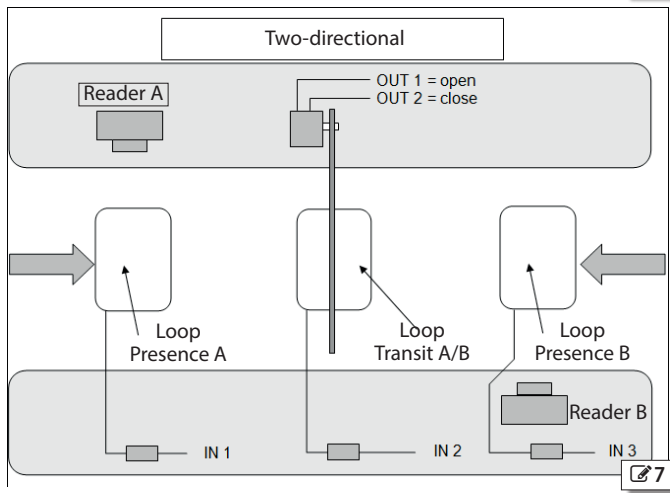 Two-directional
Reader A
OUT 1 = open
OUT 2 = close
Loop
Presence A
Loop
Transit A/B
Loop
Presence B
Reader B
IN 1
IN 2
IN 3
7